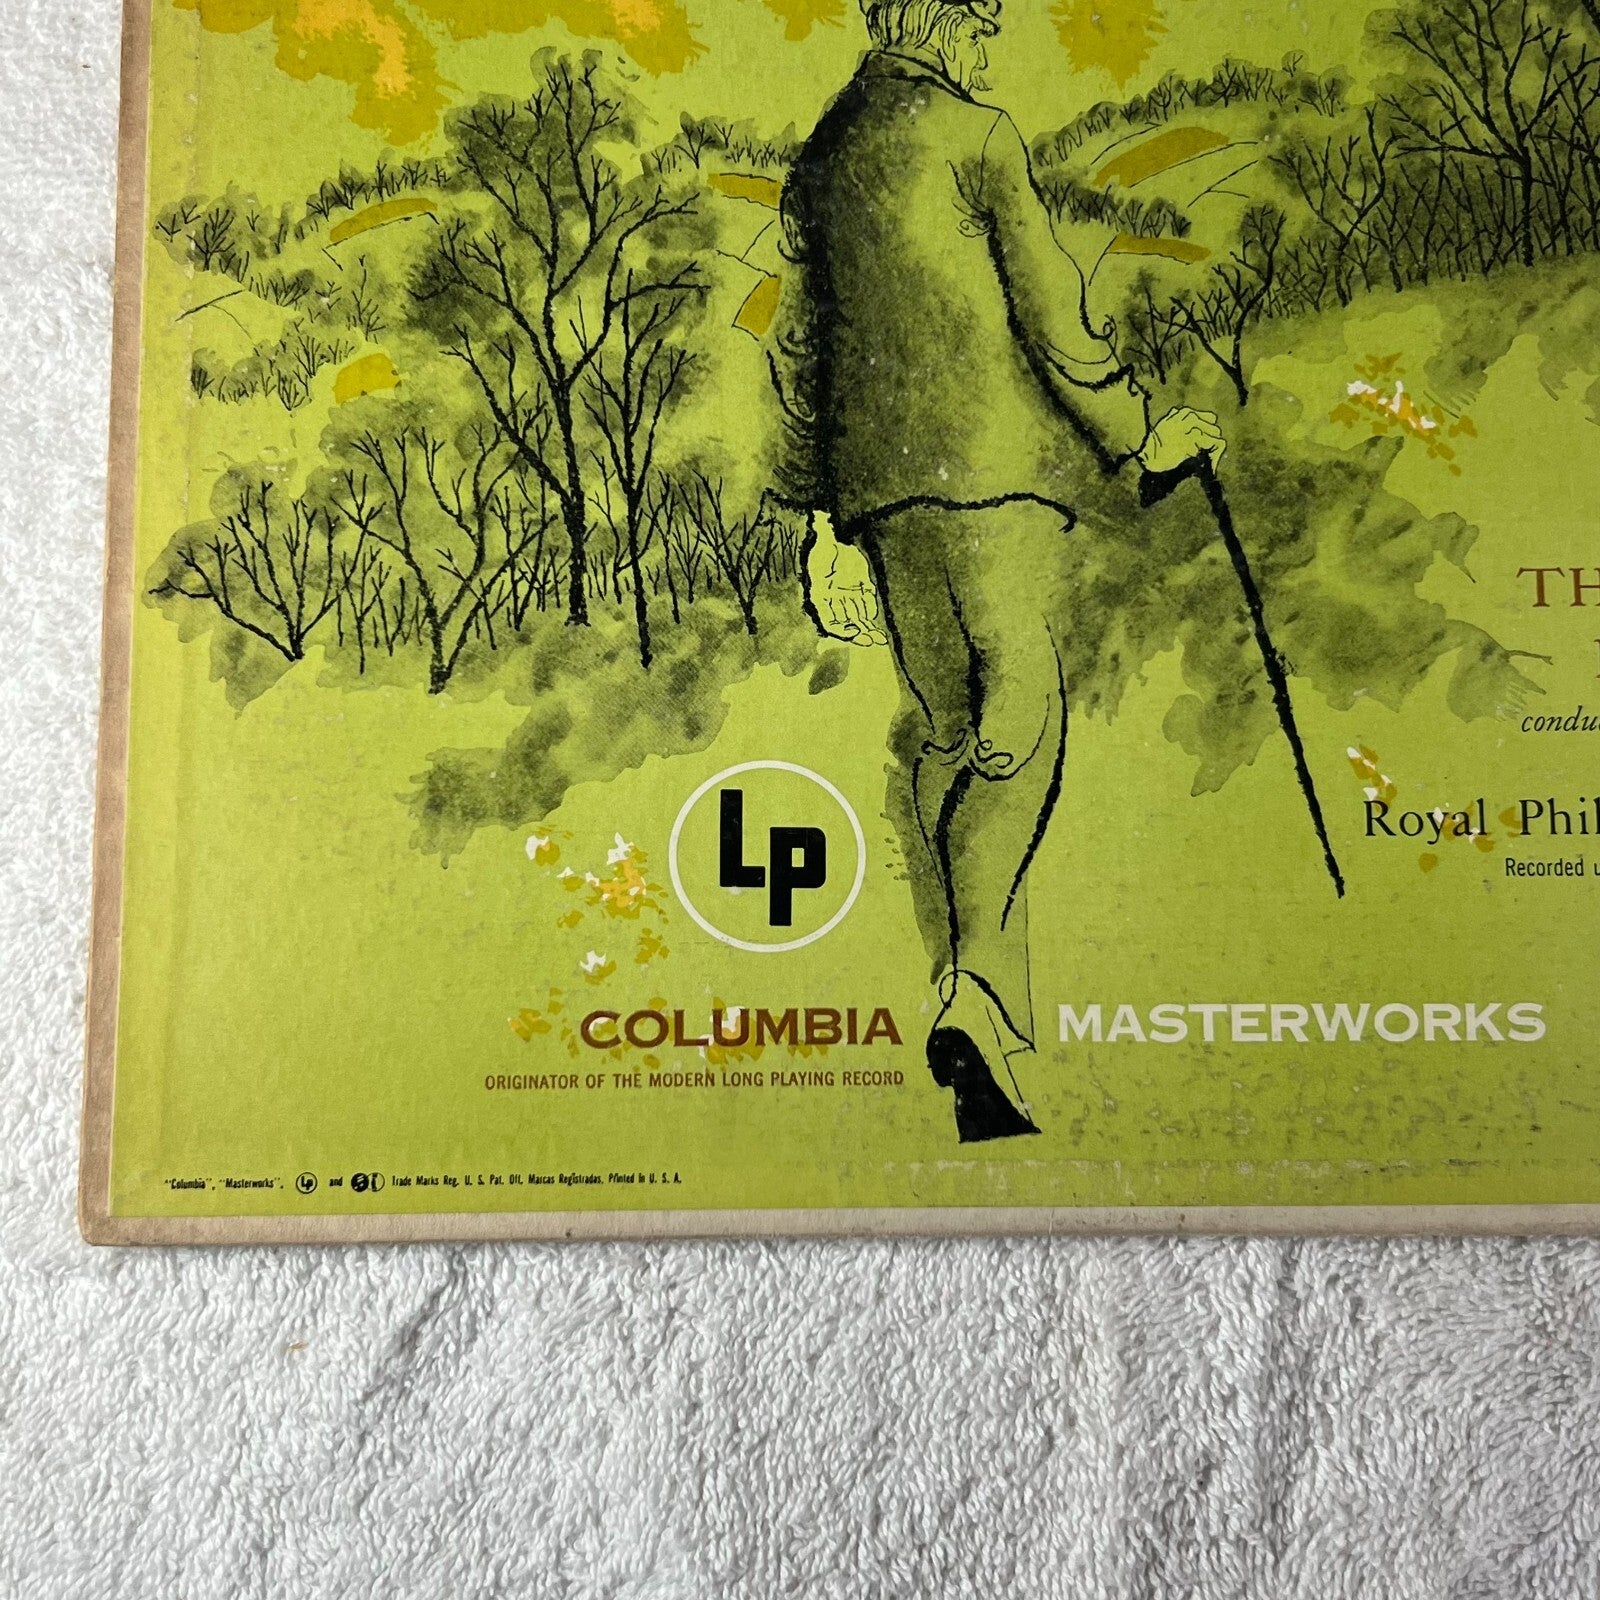 TH
condu
Royal Phil
Recorded u
LP
COLUMBIA MASTERWORKS
ORIGINATOR OF THE MODERN LONG PLAYING RECORD
"Columbia", "Masterworks", LP and Trade Marks Reg. U. S. Pat. Off. Marcas Registradas. Printed in U. S. A.